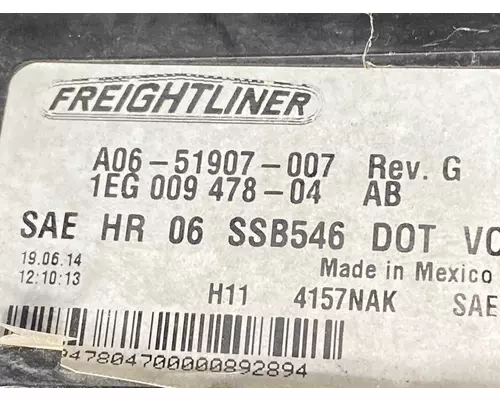 FREIGHTLINER
A06-51907-007 Rev. G
1EG 009 478-04 AB
SAE HR 06 SSB546 DOT VO
19.06.14
Made in Mexico
12:10:13
H11 4157NAK SAE
4780470000892894